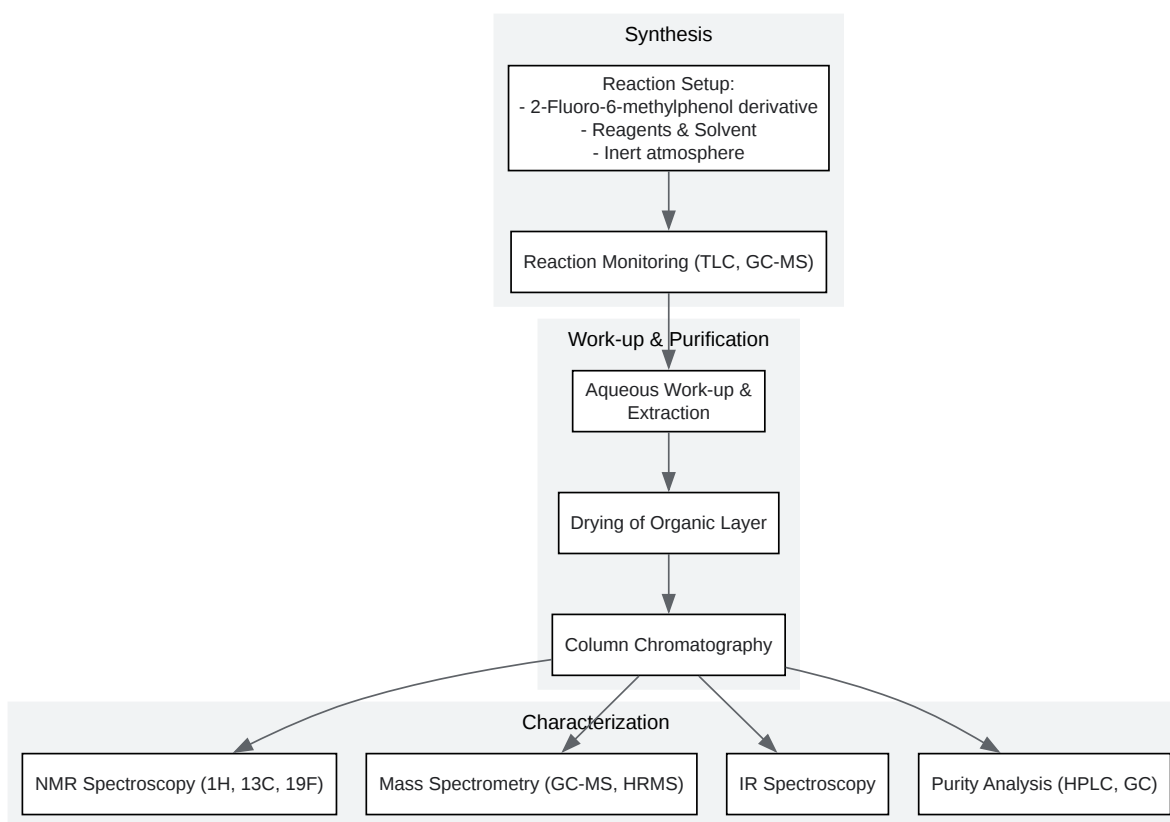 Synthesis
Reaction Setup:
- 2-Fluoro-6-methylphenol derivative
- Reagents & Solvent
- Inert atmosphere
Reaction Monitoring (TLC, GC-MS)
Work-up & Purification
Aqueous Work-up &
Extraction
Drying of Organic Layer
Column Chromatography
Characterization
NMR Spectroscopy (1H, 13C, 19F)
Mass Spectrometry (GC-MS, HRMS)
IR Spectroscopy
Purity Analysis (HPLC, GC)